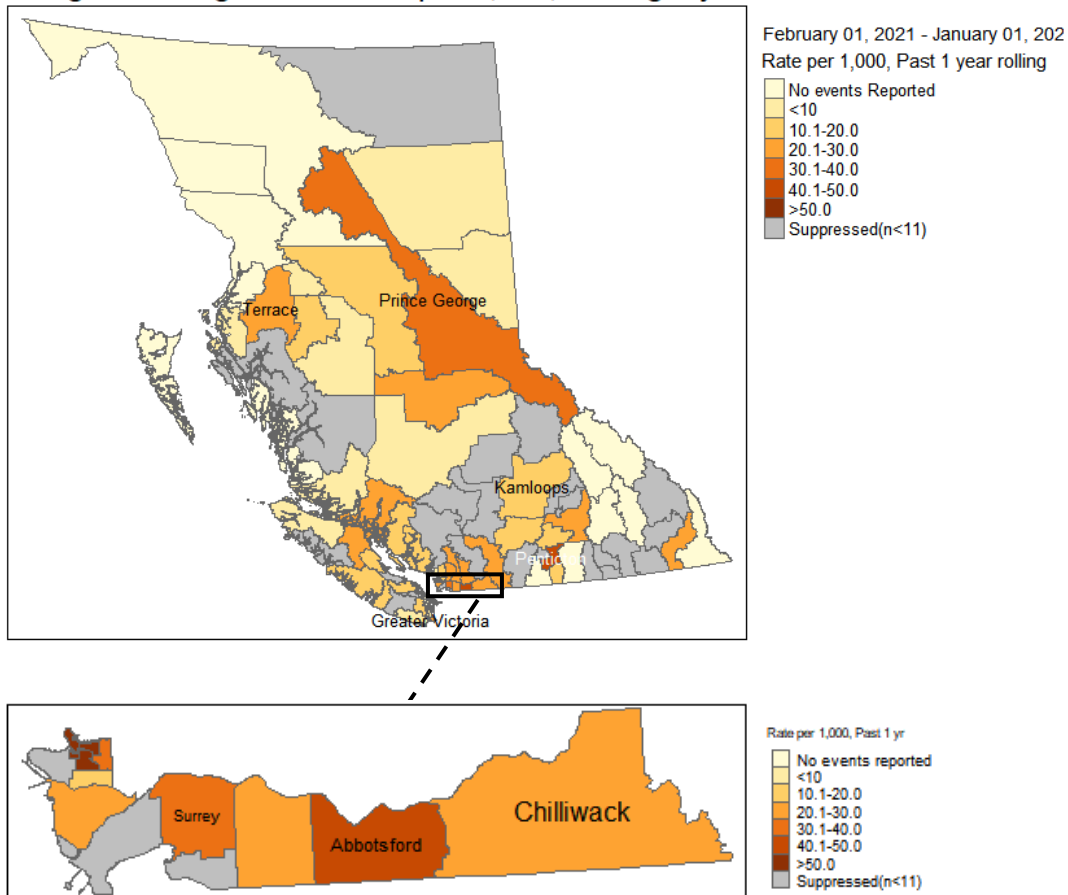 February 01, 2021 - January 01, 202
Rate per 1,000, Past 1 year rolling
No events Reported
<10
10.1-20.0
20.1-30.0
30.1-40.0
40.1-50.0
>50.0
Suppressed(n<11)
Prince George
Terrace
Kamloops
Greater Victoria
Rate per 1,000, Past 1 yr
No events reported
<10
10.1-20.0
20.1-30.0
30.1-40.0
40.1-50.0
>50.0
Suppressed(n<11)
Chilliwack
Surrey
Abbotsford